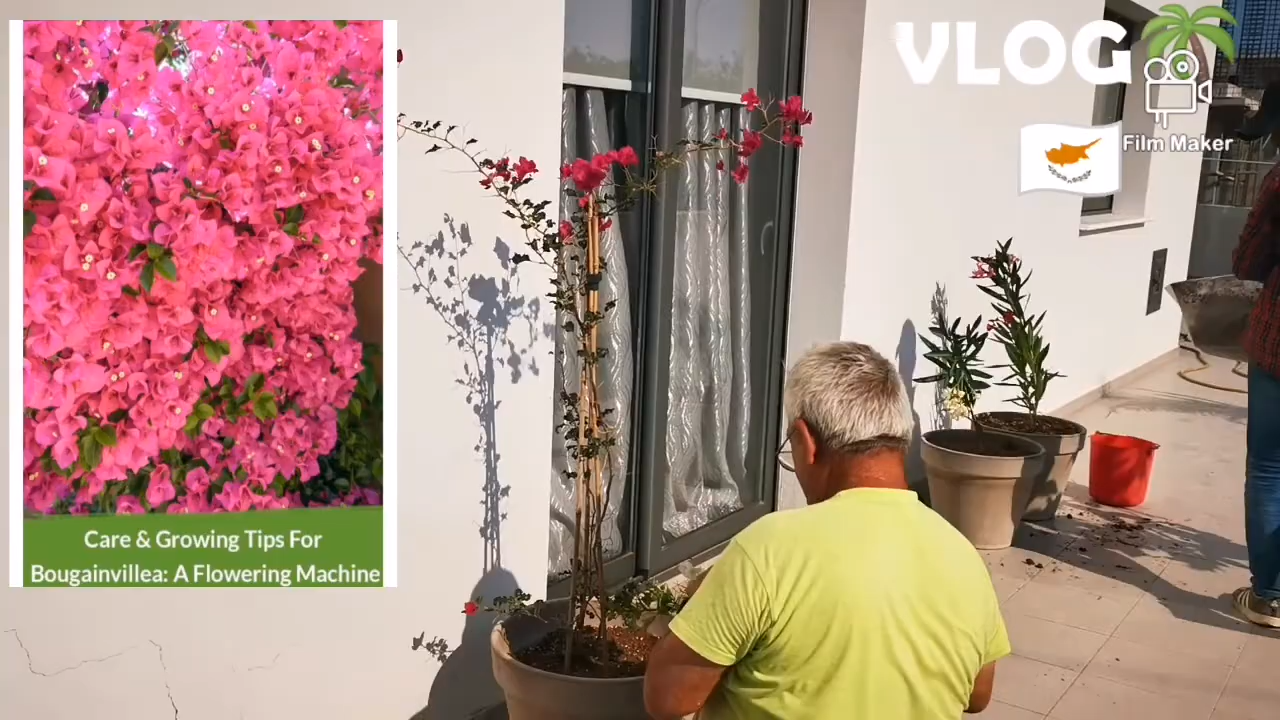 VLOG
Film Maker
Care & Growing Tips For
Bougainvillea: A Flowering Machine